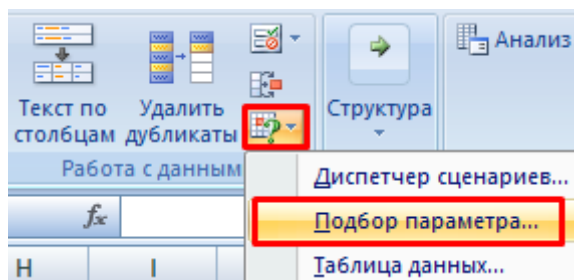 Текст по столбцам
Удалить дубликаты
Структура
Анализ
Работа с данным
Диспетчер сценариев...
fx
Подбор параметра...
H I
Таблица данных...